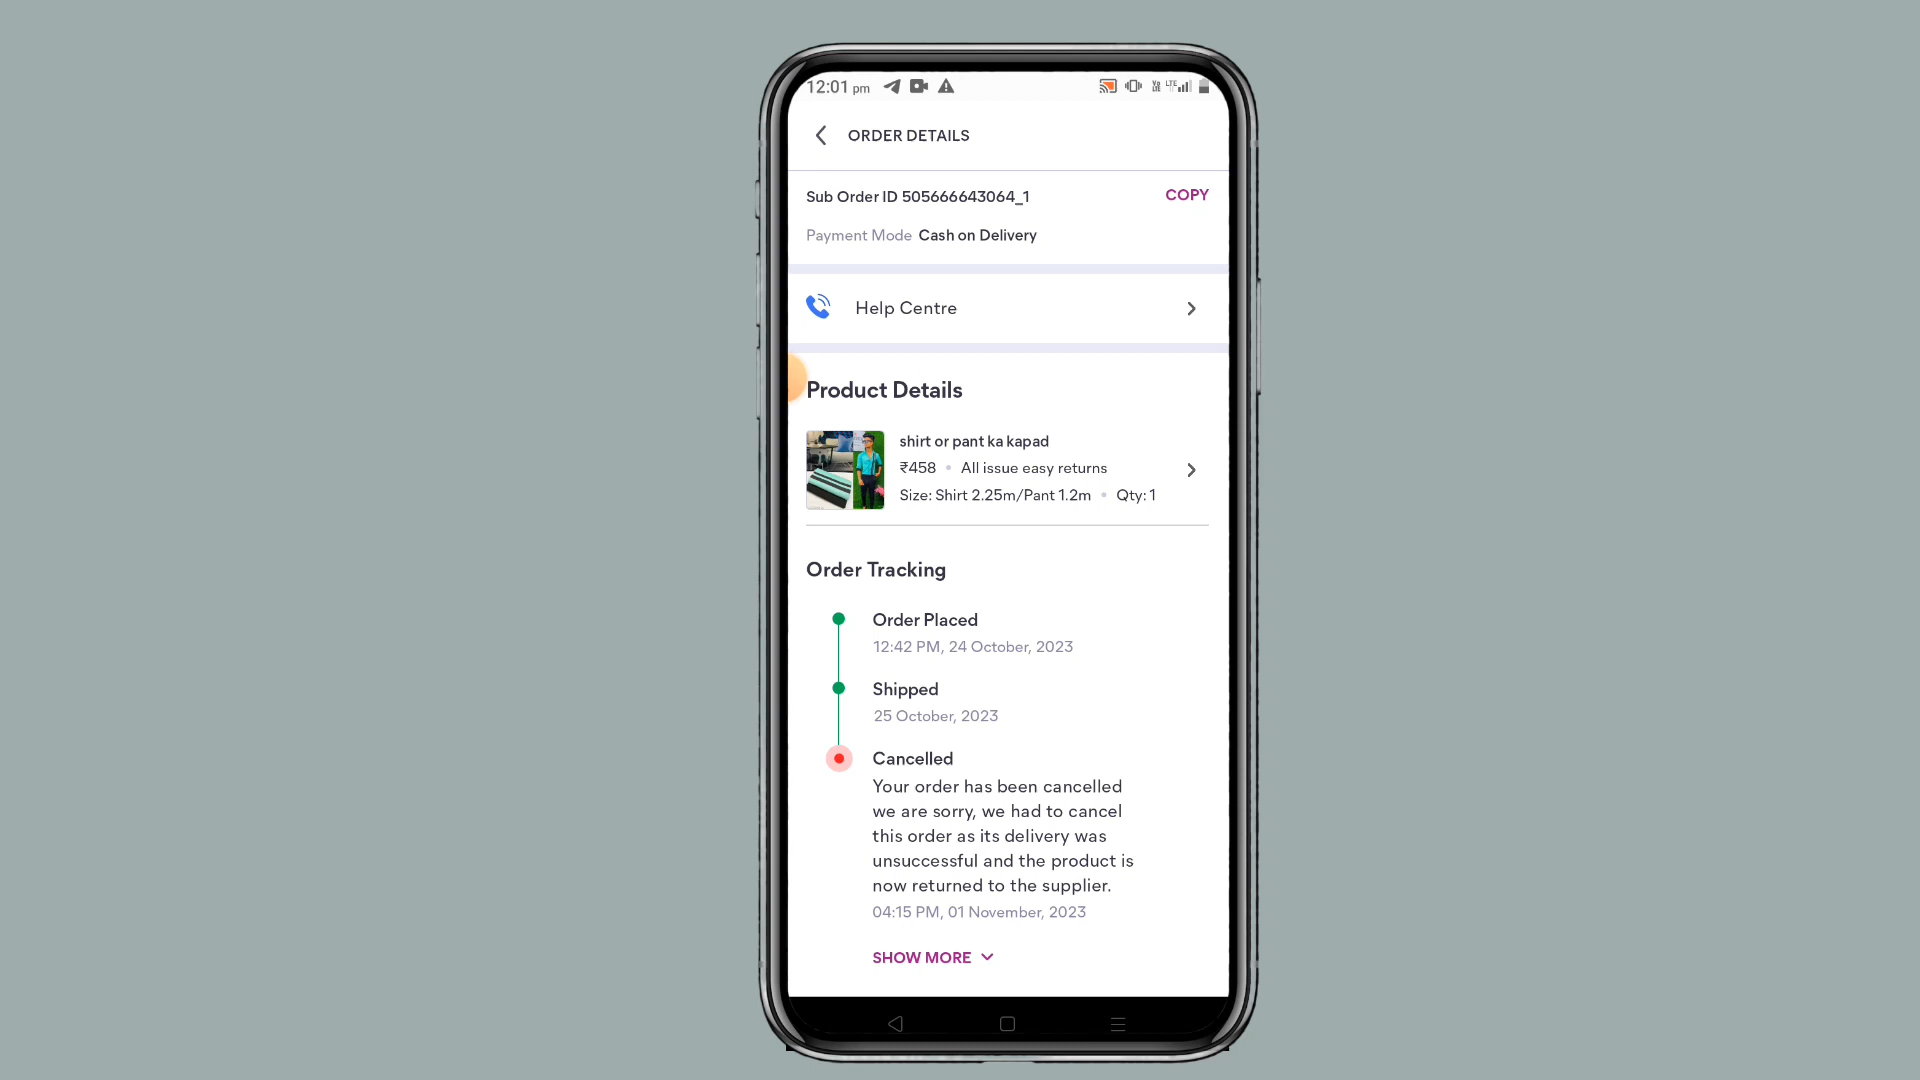 12:01 pm
ORDER DETAILS
Sub Order ID 505666643064_1
COPY
Payment Mode Cash on Delivery
Help Centre
Product Details
shirt or pant ka kapad
₹458 • All issue easy returns
Size: Shirt 2.25m/Pant 1.2m • Qty: 1
Order Tracking
Order Placed
12:42 PM, 24 October, 2023
Shipped
25 October, 2023
Cancelled
Your order has been cancelled
we are sorry, we had to cancel
this order as its delivery was
unsuccessful and the product is
now returned to the supplier.
04:15 PM, 01 November, 2023
SHOW MORE